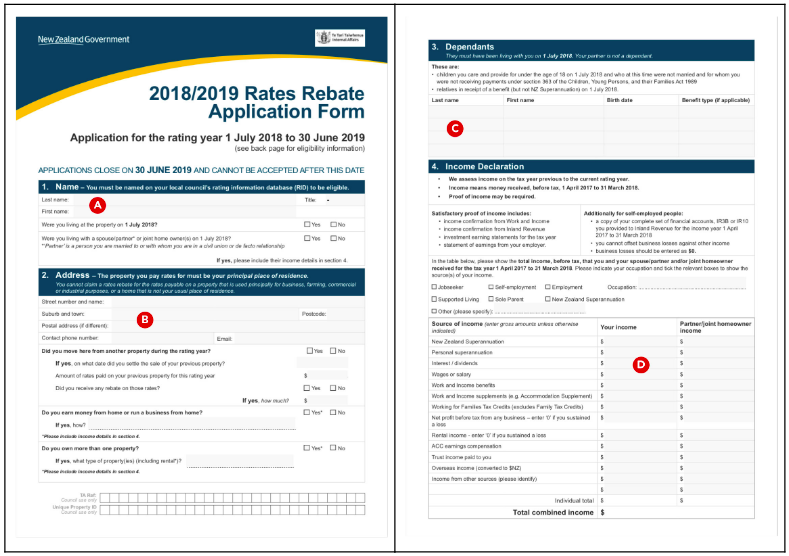 New Zealand Government
Te Tari Taiwhenua
Internal Affairs
2018/2019 Rates Rebate
Application Form
Application for the rating year 1 July 2018 to 30 June 2019
(see back page for eligibility information)
APPLICATIONS CLOSE ON 30 JUNE 2019 AND CANNOT BE ACCEPTED AFTER THIS DATE
1. Name – You must be named on your local council's rating information database (RID) to be eligible.
Last name:
Title:
A
First name:
Were you living at the property on 1 July 2018?
Yes No
Were you living with a spouse/partner* or joint home owner(s) on 1 July 2018?
Yes No
*'Partner' is a person you are married to or with whom you are in a civil union or de facto relationship
If yes, please include their income details in section 4.
2. Address – The property you pay rates for must be your principal place of residence.
You cannot claim a rates rebate for the rates payable on a property that is used principally for business, farming, commercial
or industrial purposes, or a home that is not your usual place of residence.
Street number and name:
Suburb and town:
Postcode:
B
Postal address (if different):
Contact phone number:
Email:
Did you move here from another property during the rating year?
Yes No
If yes, on what date did you settle the sale of your previous property?
Amount of rates paid on your previous property for this rating year
$
Did you receive any rebate on those rates?
Yes No
If yes, how much?
$
Do you earn money from home or run a business from home?
Yes* No
If yes, how?
*Please include income details in section 4.
Do you own more than one property?
Yes* No
If yes, what type of property(ies) (including rental*)?
*Please include income details in section 4.
TA Ref:
Council use only
Unique Property ID
Council use only
3. Dependants
They must have been living with you on 1 July 2018. Your partner is not a dependant.
These are:
• children you care and provide for under the age of 18 on 1 July 2018 and who at this time were not married and for whom you
were not receiving payments under section 363 of the Children, Young Persons, and their Families Act 1989
• relatives in receipt of a benefit (but not NZ Superannuation) on 1 July 2018.
Last name First name Birth date Benefit type (if applicable)
C
4. Income Declaration
• We assess income on the tax year previous to the current rating year.
• Income means money received, before tax, 1 April 2017 to 31 March 2018.
• Proof of income may be required.
Satisfactory proof of income includes:
• income confirmation from Work and Income
• income confirmation from Inland Revenue
• investment earning statements for the tax year
• statement of earnings from your employer.
Additionally for self-employed people:
• a copy of your complete set of financial accounts, IR3B or IR10
you provided to Inland Revenue for the income year 1 April
2017 to 31 March 2018
• you cannot offset business losses against other income
• business losses should be entered as $0.
In the table below, please show the total income, before tax, that you and your spouse/partner and/or joint homeowner
received for the tax year 1 April 2017 to 31 March 2018. Please indicate your occupation and tick the relevant boxes to show the
source(s) of your income.
Jobseeker Self-employment Employment Occupation:
Supported Living Sole Parent New Zealand Superannuation
Other (please specify):
Source of income (enter gross amounts unless otherwise
indicated)
Your income
Partner/joint homeowner
income
New Zealand Superannuation $ $
Personal superannuation $ $
Interest / dividends $ $
D
Wages or salary $ $
Work and Income benefits $ $
Work and Income supplements (e.g. Accommodation Supplement) $ $
Working for Families Tax Credits (excludes Family Tax Credits) $ $
Net profit before tax from any business – enter '0' if you sustained
a loss
$ $
Rental income – enter '0' if you sustained a loss $ $
ACC earnings compensation $ $
Trust income paid to you $ $
Overseas income (converted to $NZ) $ $
Income from other sources (please identify) $ $
$ $
Individual total $ $
Total combined income $